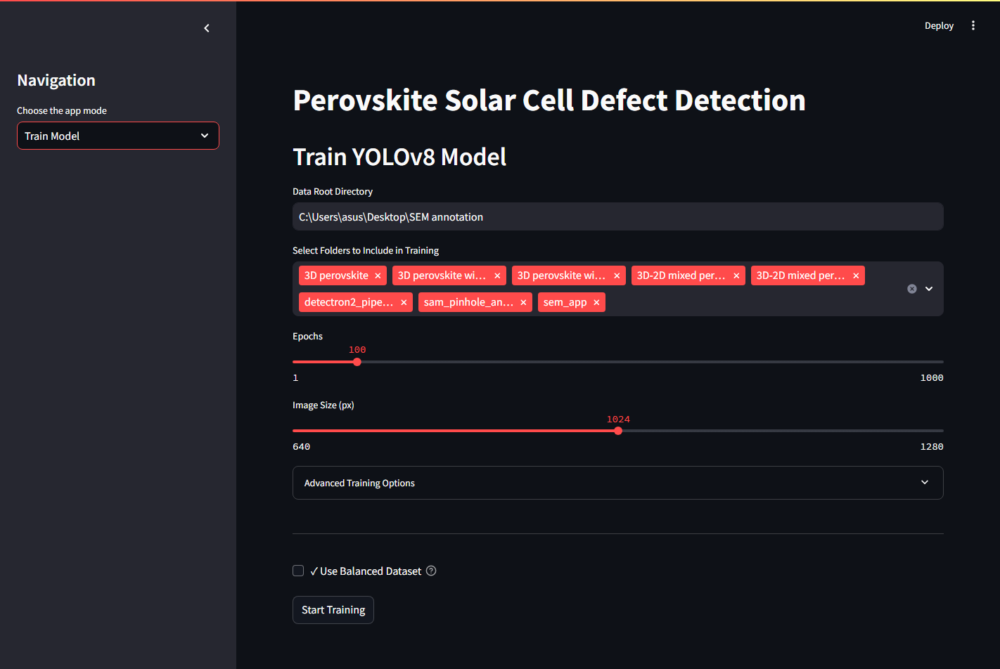 Deploy
Navigation
Choose the app mode
Train Model
Perovskite Solar Cell Defect Detection
Train YOLOv8 Model
Data Root Directory
C:\Users\asus\Desktop\SEM annotation
Select Folders to Include in Training
3D perovskite × 3D perovskite wi... × 3D perovskite wi... × 3D-2D mixed per... × 3D-2D mixed per... ×
detectron2_pipe... × sam_pinhole_an... × sem_app ×
Epochs
100
1 1000
Image Size (px)
1024
640 1280
Advanced Training Options
✓ Use Balanced Dataset ?
Start Training